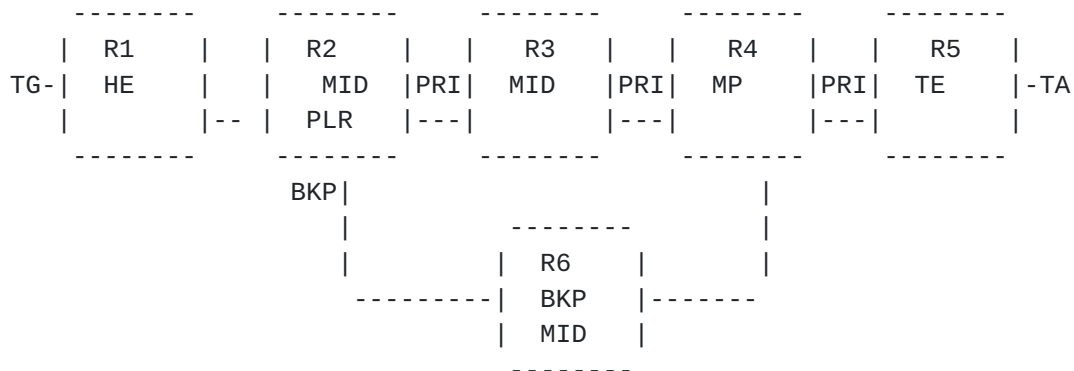 --------      --------      --------      --------      --------
   |  R1    |   |  R2    |   |   R3   |   |   R4   |   |   R5   |
TG-|  HE    |   |   MID  |PRI|  MID   |PRI|  MP    |PRI|  TE    |-TA
   |        |-- |  PLR   |---|        |---|        |---|        |
    --------      --------      --------      --------      --------
                   BKP|                            |
                      |           --------         |
                      |          |  R6    |        |
                       ---------|  BKP   |-------
                                 |  MID   |
                                  --------